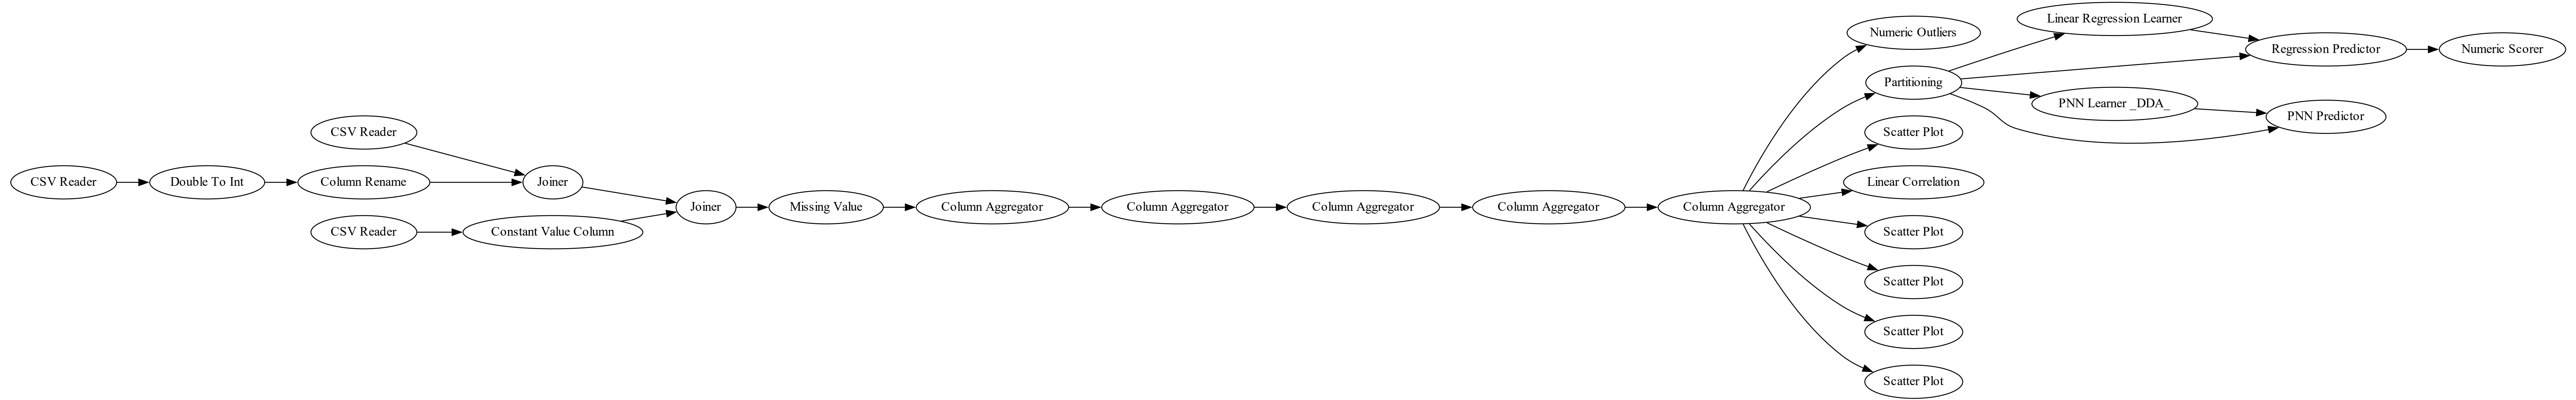 CSV Reader
Double To Int
CSV Reader
Column Rename
CSV Reader
Joiner
Constant Value Column
Joiner
Missing Value
Column Aggregator
Column Aggregator
Column Aggregator
Column Aggregator
Column Aggregator
Numeric Outliers
Partitioning
Scatter Plot
Linear Correlation
Scatter Plot
Scatter Plot
Scatter Plot
Scatter Plot
Linear Regression Learner
PNN Learner _DDA_
Regression Predictor
PNN Predictor
Numeric Scorer